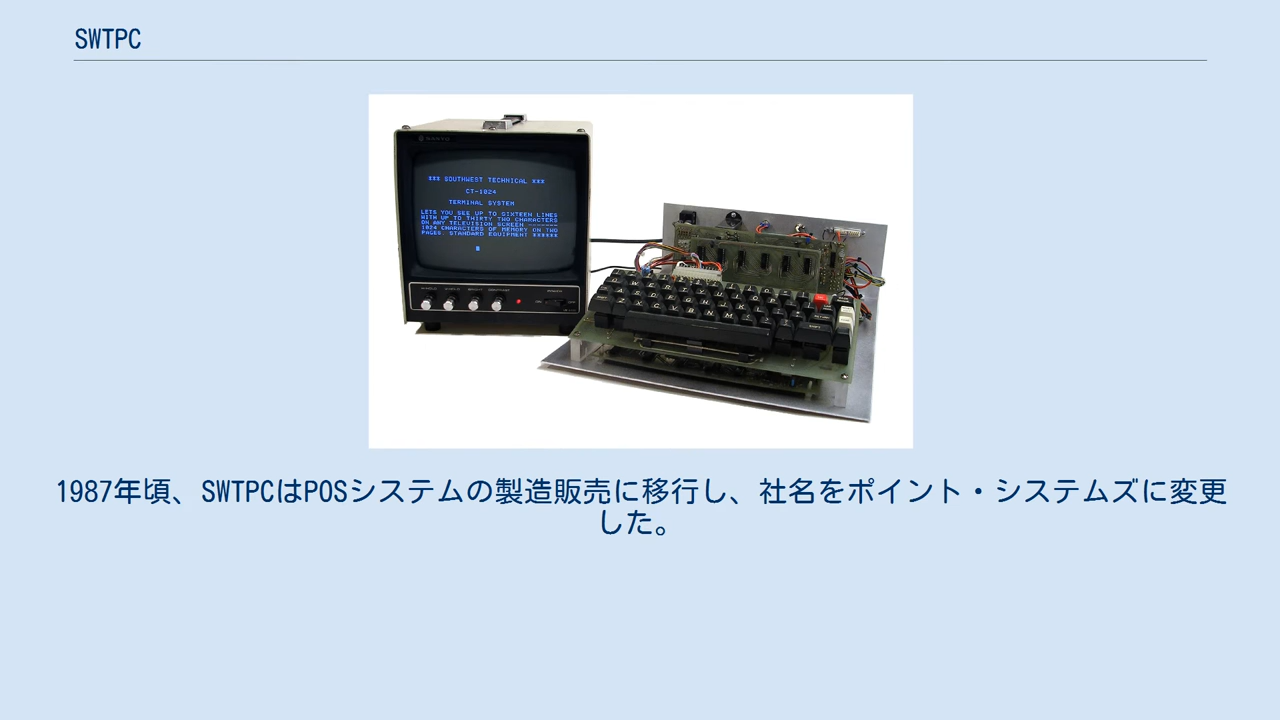 SWTPC
SANYO
*** SOUTHWEST TECHNICAL ***
CT-1024
TERMINAL SYSTEM
LETS YOU SEE UP TO SIXTEEN LINES
WITH UP TO THIRTY TWO CHARACTERS
ON ANY TELEVISION SCREEN -------
1024 CHARACTERS OF MEMORY ON TWO
PAGES. STANDARD EQUIPMENT ******
1987年頃、SWTPCはPOSシステムの製造販売に移行し、社名をポイント・システムズに変更
した。